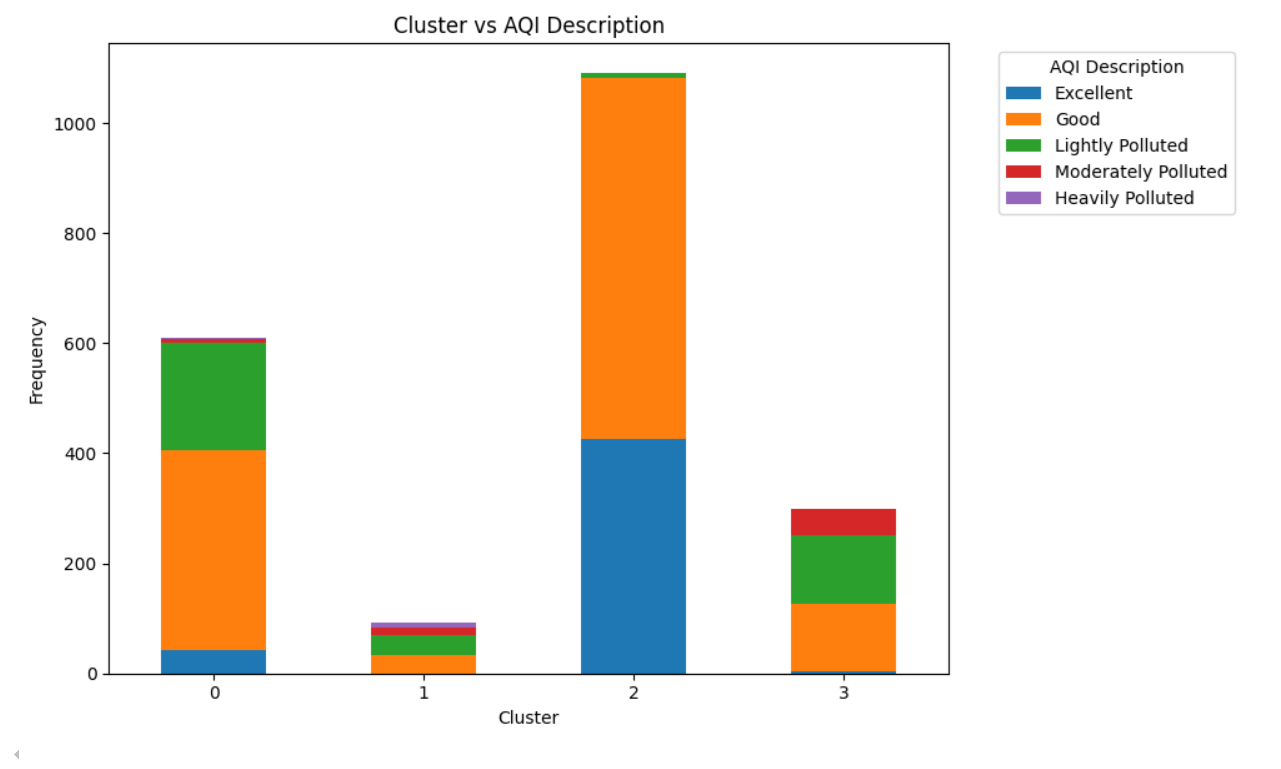 Cluster vs AQI Description
AQI Description
Excellent
Good
Lightly Polluted
Moderately Polluted
Heavily Polluted
Frequency
1000
800
600
400
200
0
0 1 2 3
Cluster